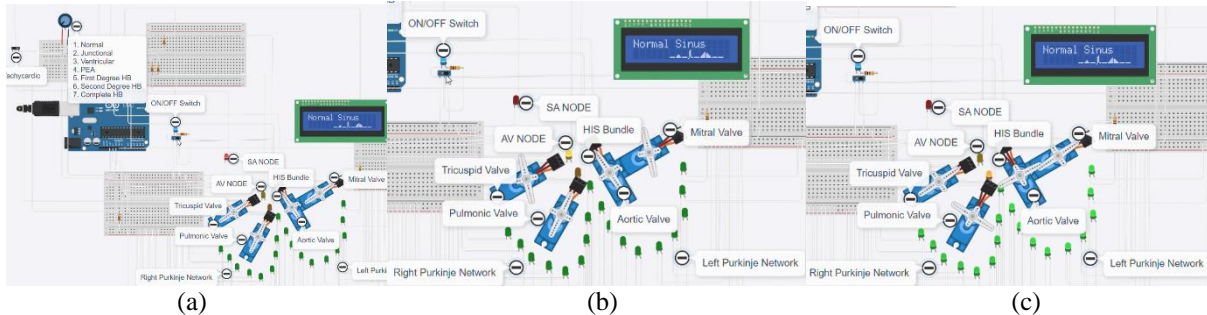 1. Normal
2. Junctional
3. Ventricular
4. PEA
5. First Degree HB
6. Second Degree HB
7. Complete HB
achycardio
ON/OFF Switch
Normal Sinus
SA NODE
AV NODE
HIS Bundle
Mitral Valve
Tricuspid Valve
Pulmonic Valve
Aortic Valve
Left Purkin
Right Purkinje Network
(a)
ON/OFF Switch
Normal Sinus
SA NODE
AV NODE
HIS Bundle
Mitral Valve
Tricuspid Valve
Pulmonic Valve
Aortic Valve
Left Purkinje Network
Right Purkinje Network
(b)
ON/OFF Switch
Normal Sinus
SA NODE
AV NODE
HIS Bundle
Mitral Valve
Tricuspid Valve
Pulmonic Valve
Aortic Valve
Left Purkinje Network
Right Purkinje Network
(c)